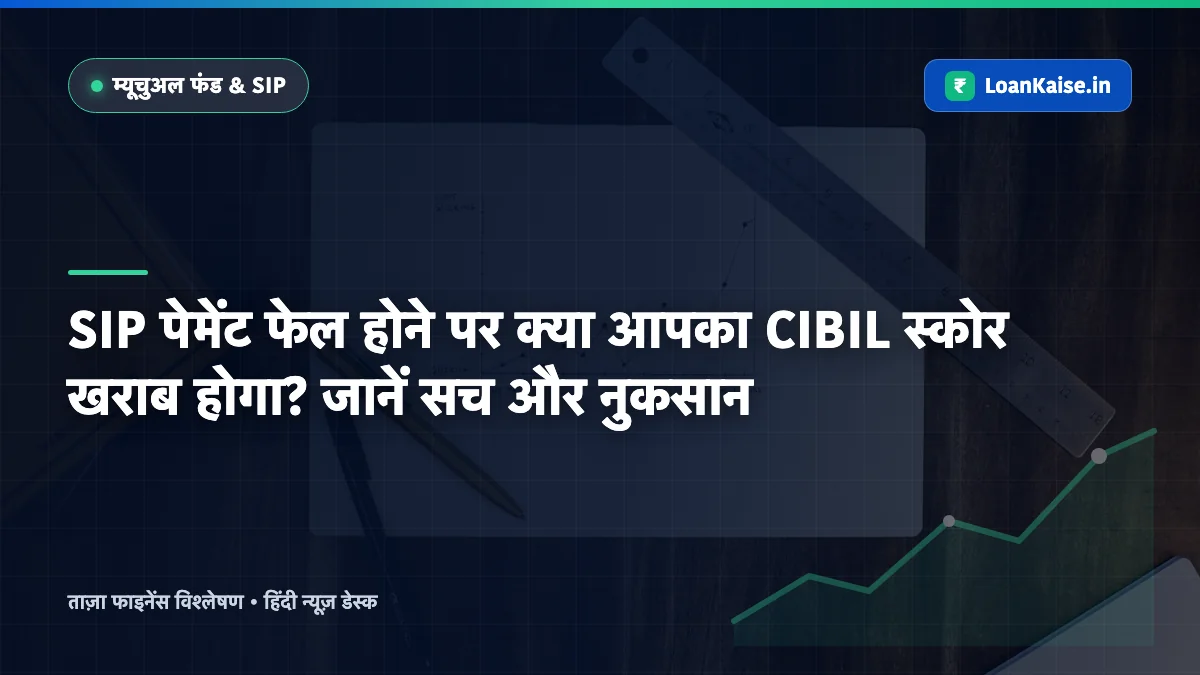 म्यूचुअल फंड & SIP
₹ LoanKaise.in
SIP पेमेंट फेल होने पर क्या आपका CIBIL स्कोर
खराब होगा? जानें सच और नुकसान
ताज़ा फाइनेंस विश्लेषण • हिंदी न्यूज़ डेस्क